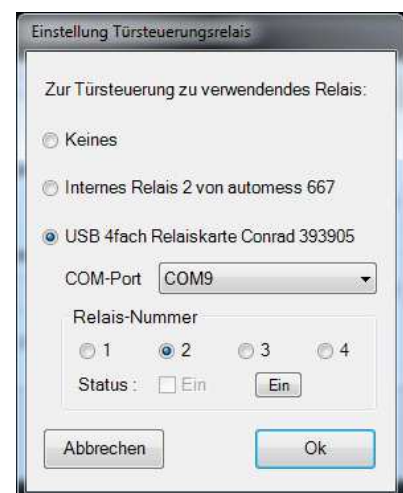 Einstellung Türsteuerungsrelais
Zur Türsteuerung zu verwendendes Relais:
Keines
Internes Relais 2 von automess 667
USB 4fach Relaiskarte Conrad 393905
COM-Port COM9
Relais-Nummer
1 2 3 4
Status : Ein Ein
Abbrechen Ok